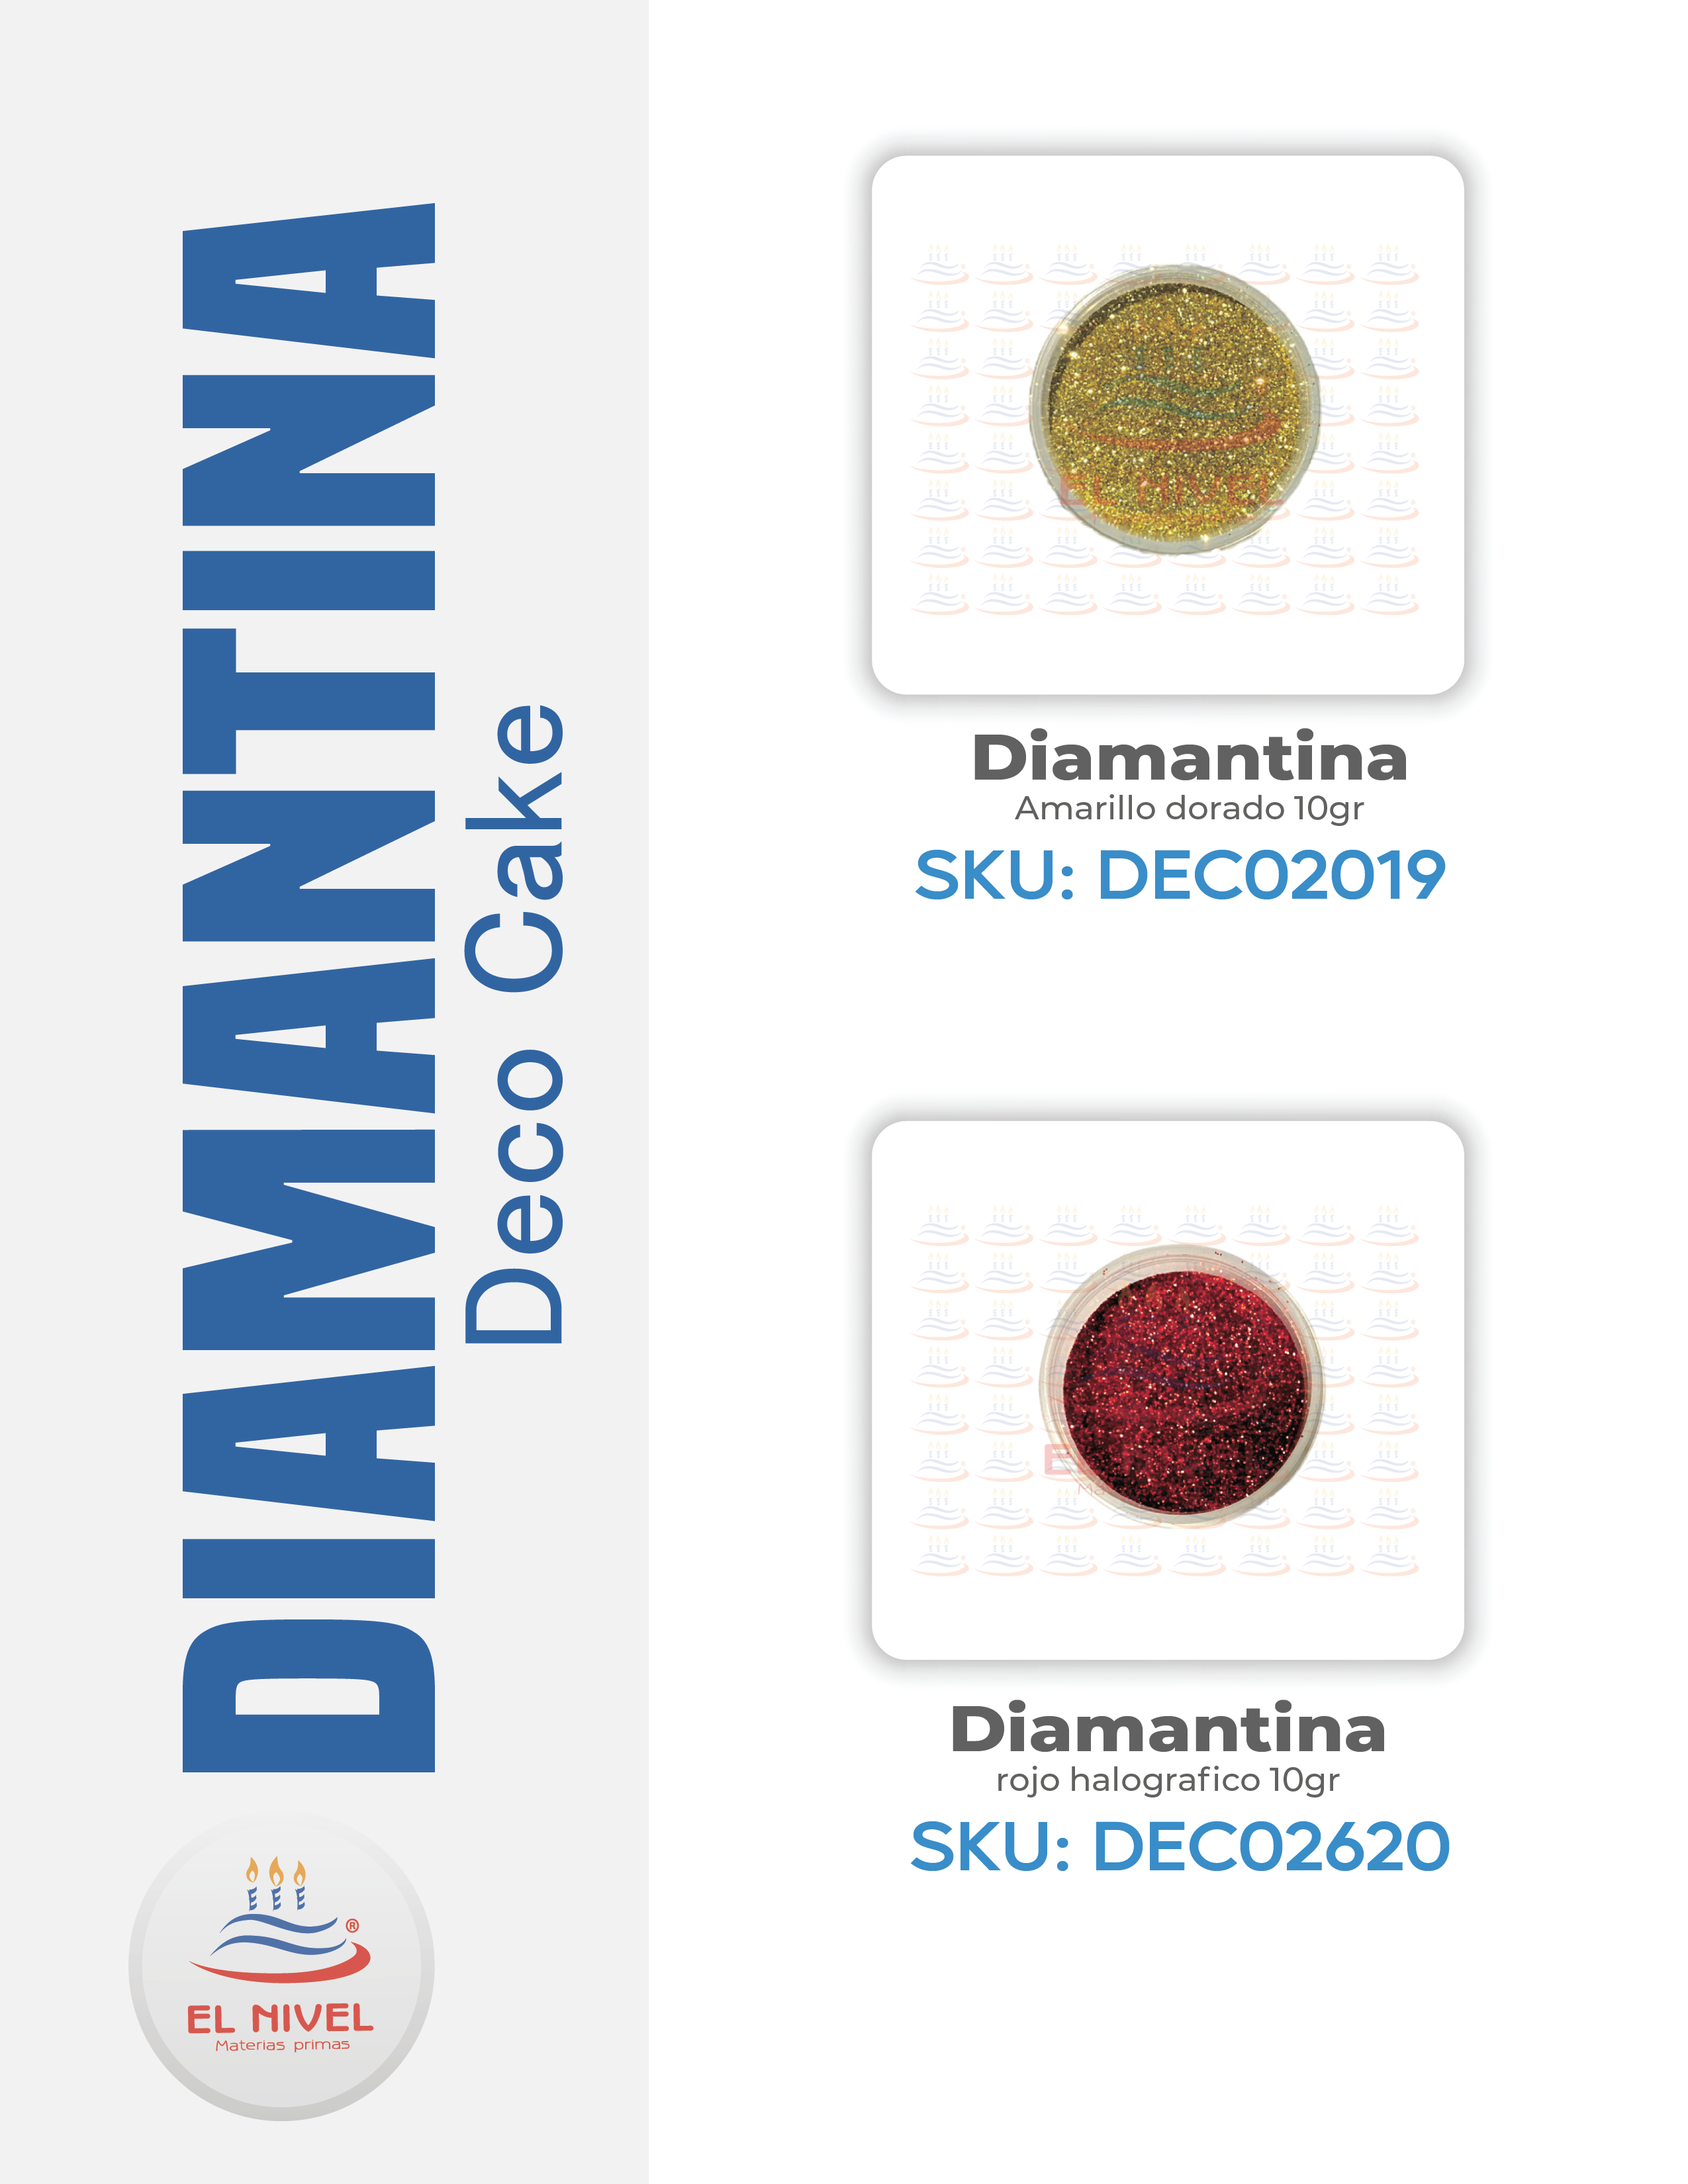 DIAMANTINA
Deco Cake
®
EL NIVEL
Materias primas
EL NIVEL
Diamantina
Amarillo dorado 10gr
SKU: DEC02019
Diamantina
rojo halografico 10gr
SKU: DEC02620